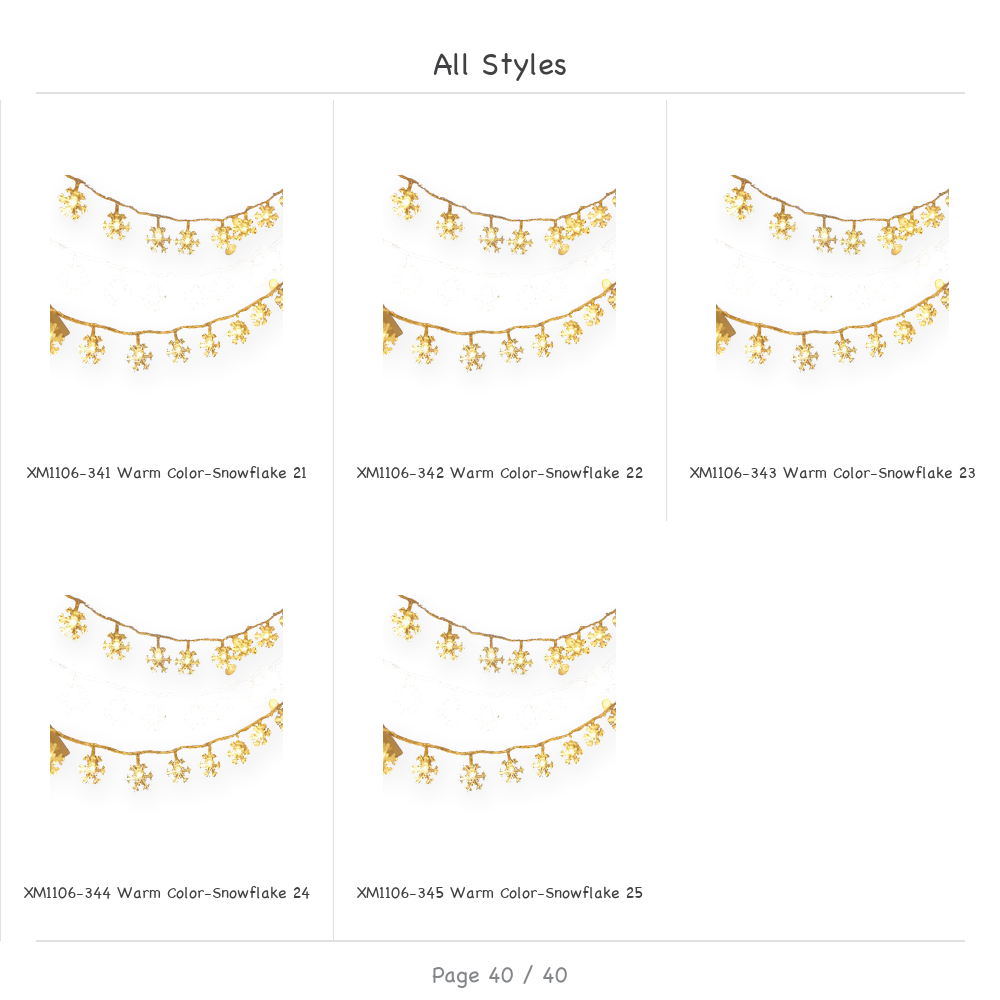 All Styles
XM1106-341 Warm Color-Snowflake 21
XM1106-342 Warm Color-Snowflake 22
XM1106-343 Warm Color-Snowflake 23
XM1106-344 Warm Color-Snowflake 24
XM1106-345 Warm Color-Snowflake 25
Page 40 / 40